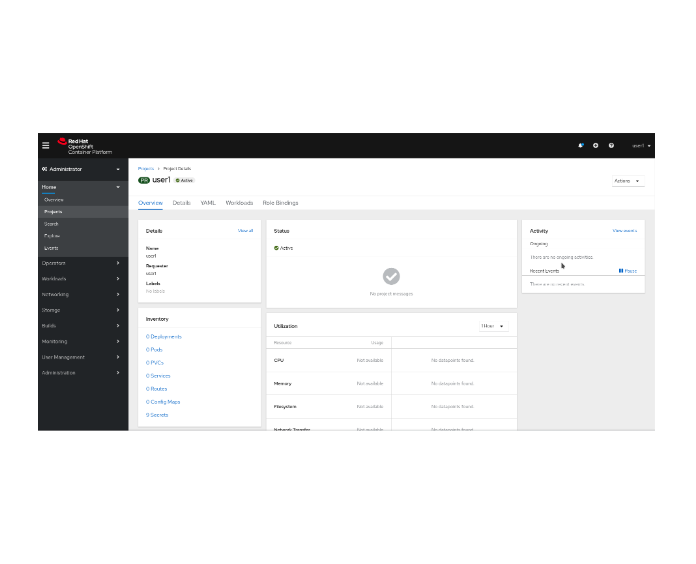 Red Hat
OpenShift
Container Platform
user1
Administrator
Home
Overview
Projects
Search
Explore
Events
Operators
Workloads
Networking
Storage
Builds
Monitoring
User Management
Administration
Projects > Project Details
PR user1 Active
Actions
Overview Details YAML Workloads Role Bindings
Details View all
Name
user1
Requester
user1
Labels
No labels
Inventory
0 Deployments
0 Pods
0 PVCs
0 Services
0 Routes
0 Config Maps
9 Secrets
Status
Active
No project messages
Utilization 1 Hour
Resource Usage
CPU Not available No datapoints found.
Memory Not available No datapoints found.
Filesystem Not available No datapoints found.
Network Transfer Not available No datapoints found.
Activity View events
Ongoing
There are no ongoing activities.
Recent Events Pause
There are no recent events.